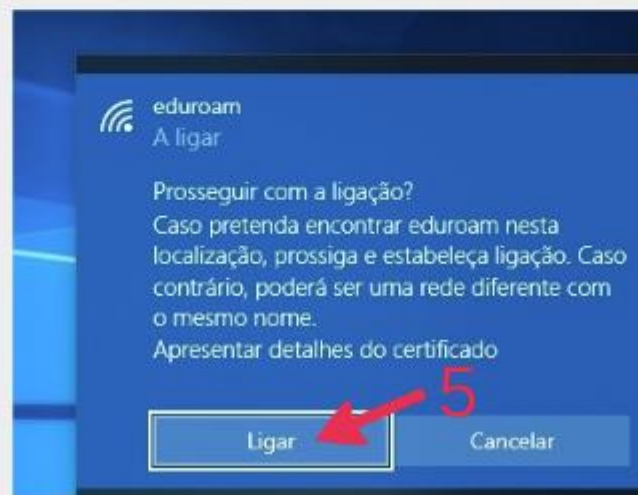 eduroam
A ligar
Prosseguir com a ligação?
Caso pretenda encontrar eduroam nesta
localização, prossiga e estabeleça ligação. Caso
contrário, poderá ser uma rede diferente com
o mesmo nome.
Apresentar detalhes do certificado
5
Ligar
Cancelar